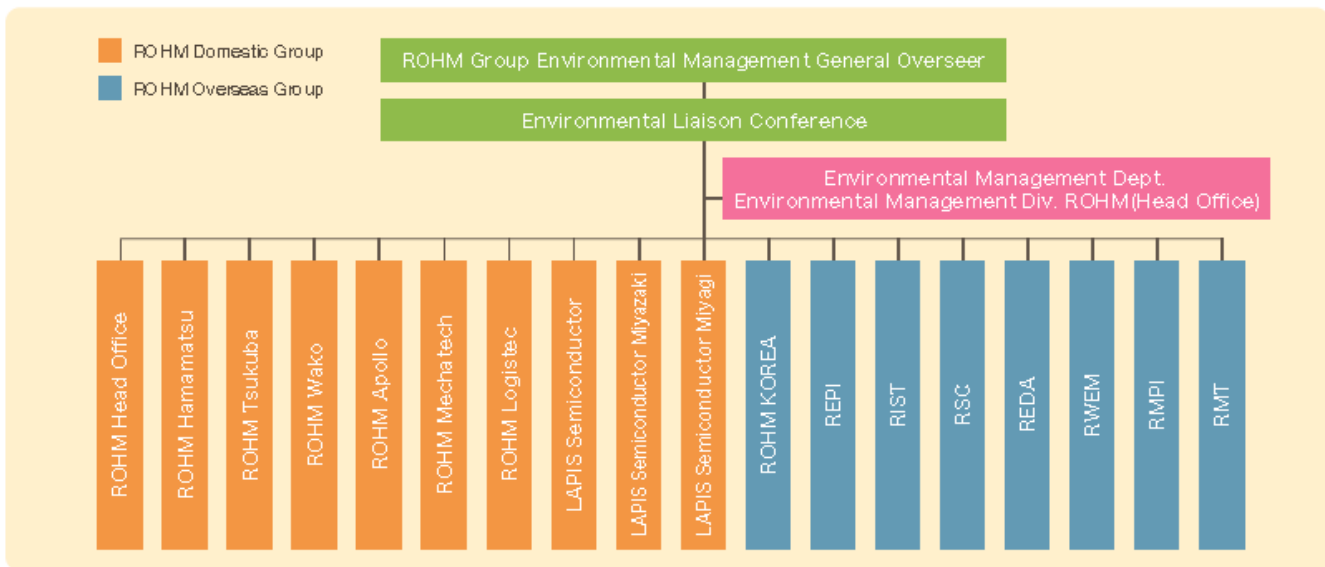 ROHM Domestic Group
ROHM Overseas Group
ROHM Group Environmental Management General Overseer
Environmental Liaison Conference
Environmental Management Dept.
Environmental Management Div. ROHM(Head Office)
ROHM Head Office
ROHM Hamamatsu
ROHM Tsukuba
ROHM Wako
ROHM Apollo
ROHM Mechatech
ROHM Logistec
LAPIS Semiconductor
LAPIS Semiconductor Miyazaki
LAPIS Semiconductor Miyagi
ROHM KOREA
REPI
RIST
RSC
REDA
RWEM
RMPI
RMT